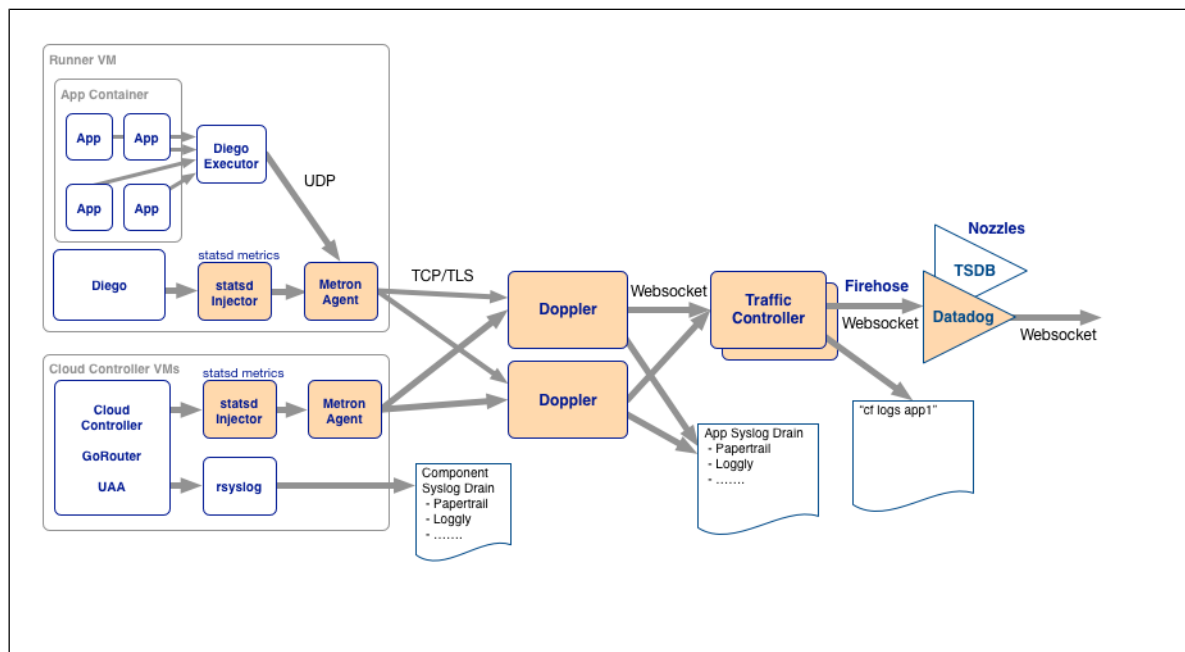 Runner VM
App Container
App
App
App
App
Diego
Executor
UDP
Diego
statsd metrics
statsd
Injector
Metron
Agent
TCP/TLS
Cloud Controller VMs
Cloud
Controller
GoRouter
UAA
statsd metrics
statsd
Injector
Metron
Agent
rsyslog
Component
Syslog Drain
- Papertrail
- Loggly
- .......
Doppler
Doppler
Websocket
App Syslog Drain
- Papertrail
- Loggly
- .......
Traffic
Controller
Firehose
Websocket
"cf logs app1"
Nozzles
TSDB
Datadog
Websocket